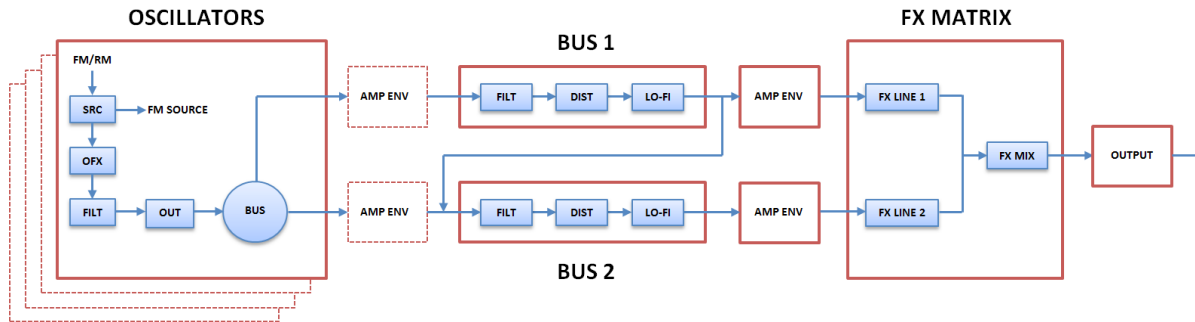 OSCILLATORS
FM/RM
SRC
FM SOURCE
OFX
FILT
OUT
BUS
AMP ENV
AMP ENV
BUS 1
FILT
DIST
LO-FI
FILT
DIST
LO-FI
BUS 2
AMP ENV
AMP ENV
FX MATRIX
FX LINE 1
FX LINE 2
FX MIX
OUTPUT